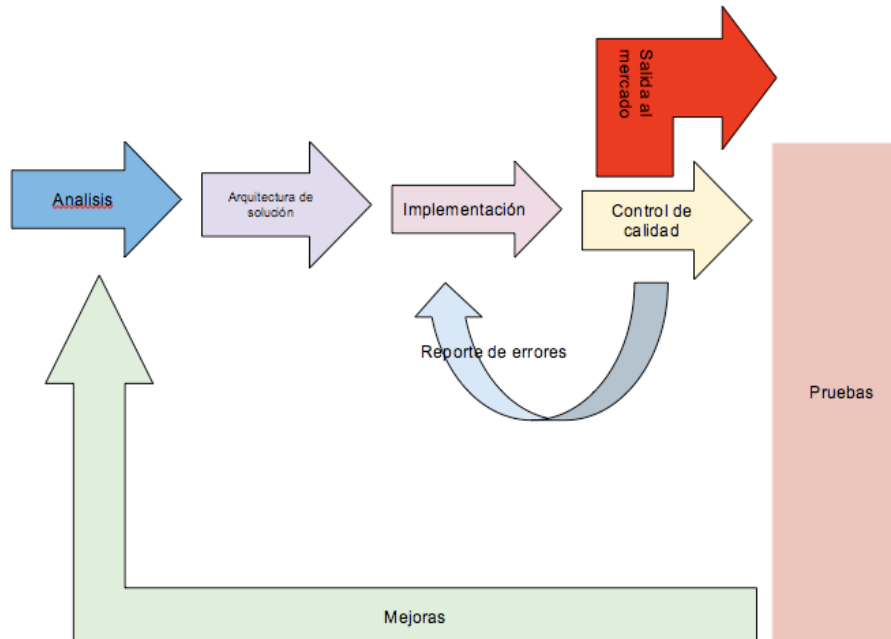 Salida al
mercado
Analisis
Arquitectura de
solución
Implementación
Control de
calidad
Reporte de errores
Pruebas
Mejoras